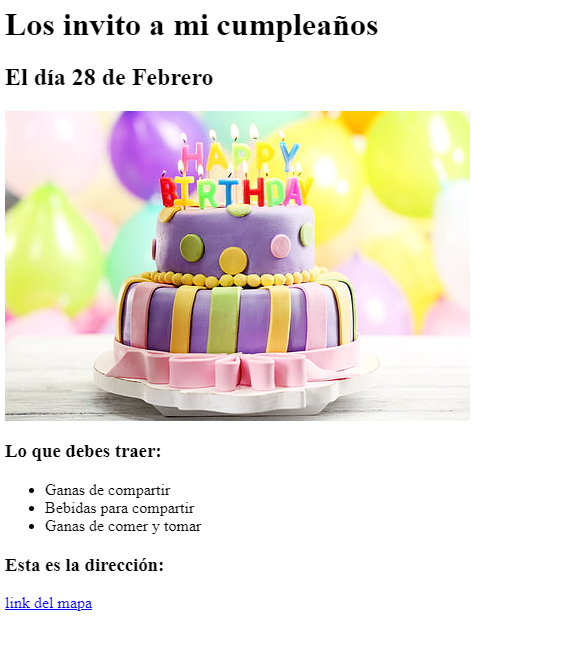 Los invito a mi cumpleaños
El día 28 de Febrero
HAPPY
BIRTHDAY
Lo que debes traer:
Ganas de compartir
Bebidas para compartir
Ganas de comer y tomar
Esta es la dirección:
link del mapa